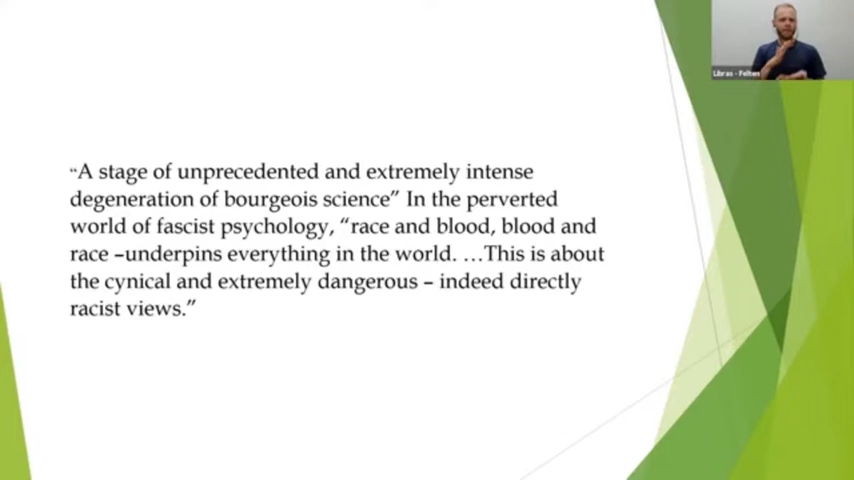 “A stage of unprecedented and extremely intense
degeneration of bourgeois science” In the perverted
world of fascist psychology, “race and blood, blood and
race –underpins everything in the world. …This is about
the cynical and extremely dangerous – indeed directly
racist views.”
Libras - Felten